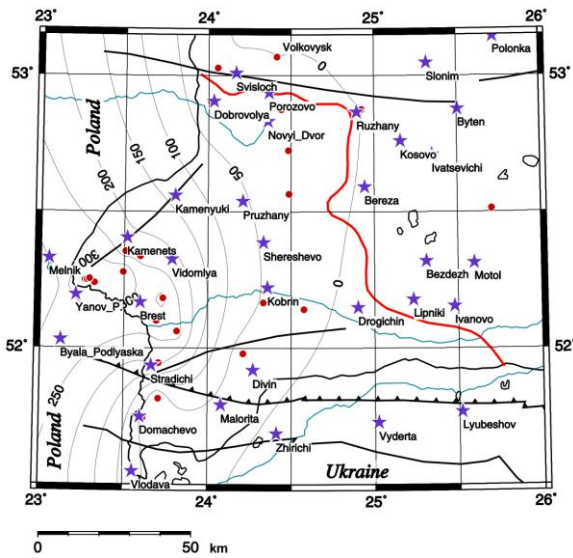 23°
24°
25°
26°
Polonka
Volkovysk
0
53°
53°
Slonim
Svisloch
Porozovo
Dobrovolya
Byten
Ruzhany
Poland
Novyi_Dvor
100
Kosovo
150
Ivatsevichi
50
200
Bereza
Kamenyuki
Pruzhany
Kamenets
Shereshevo
300
Melnik
Vidomlya
Bezdezh
Motol
Kobrin
Yanov_P.
Brest
Lipniki
Ivanovo
Drogichin
Byala_Podlyaska
52°
52°
Stradichi
Divin
250
Malorita
Lyubeshov
Domachevo
Vyderta
0
Zhirichi
Poland
Ukraine
Vlodava
23°
24°
25°
26°
0
50
km